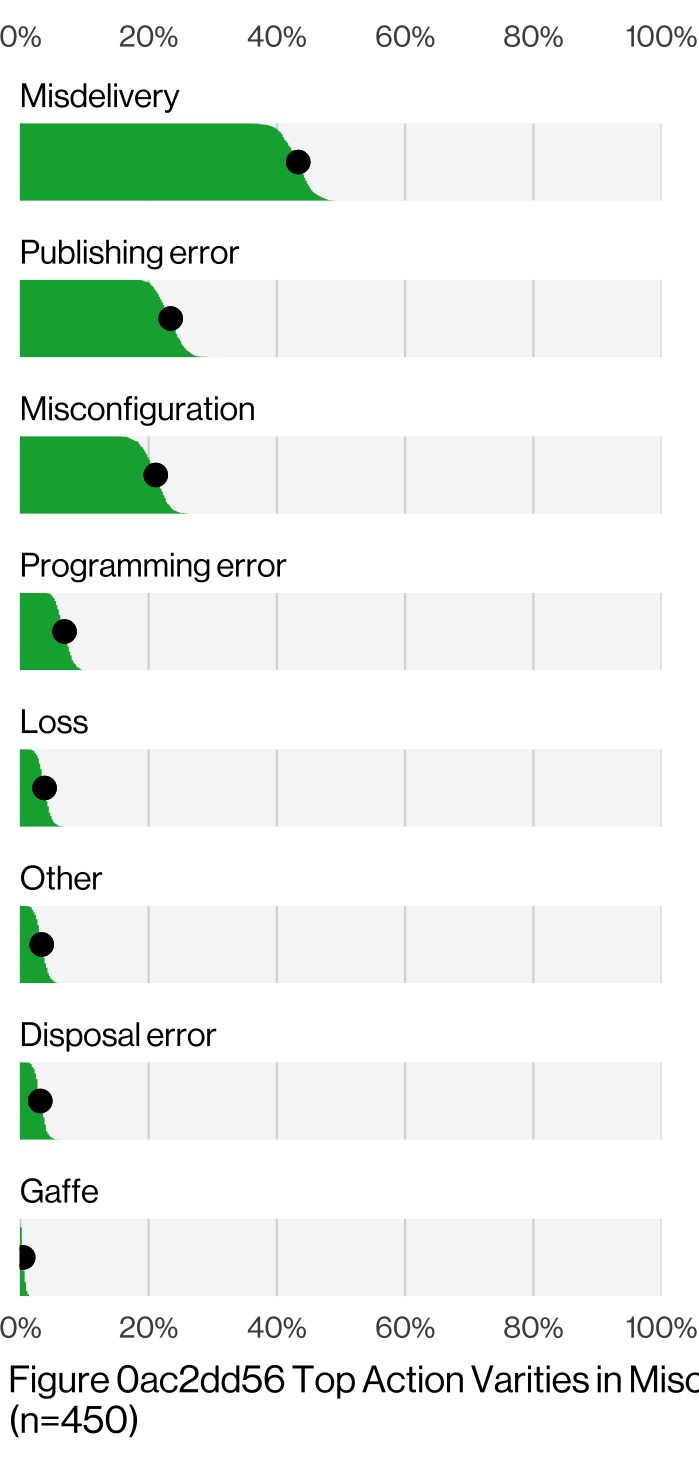 0% 20% 40% 60% 80% 100%
Misdelivery
Publishing error
Misconfiguration
Programming error
Loss
Other
Disposal error
Gaffe
0% 20% 40% 60% 80% 100%
Figure 0ac2dd56 Top Action Varities in Misc
(n=450)